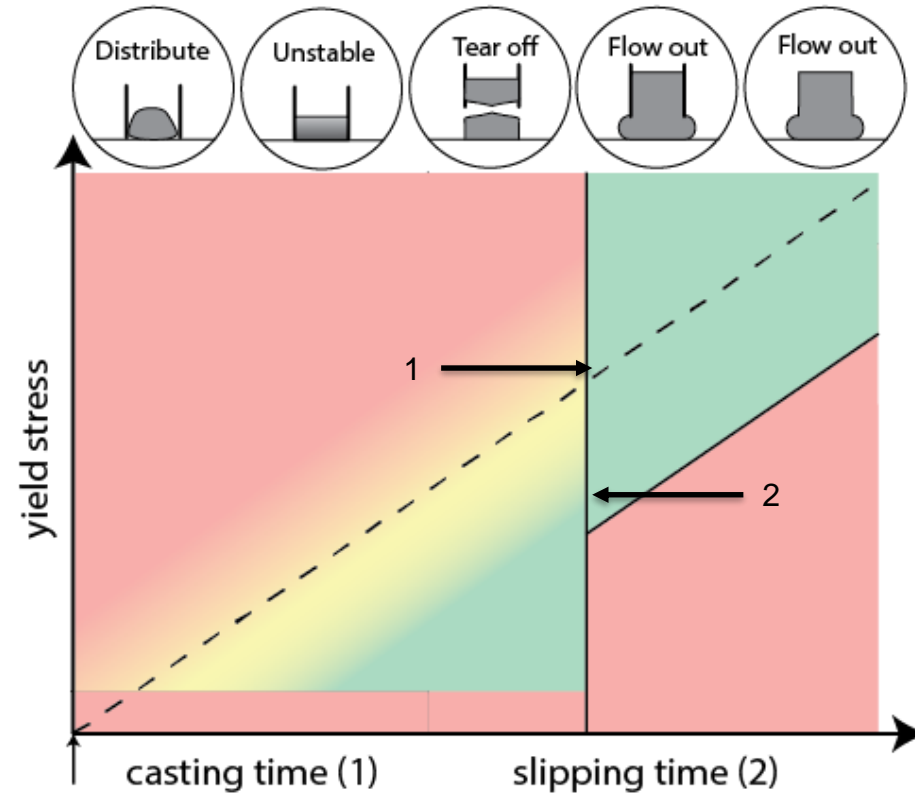 Distribute
Unstable
Tear off
Flow out
Flow out
yield stress
1
2
casting time (1)
slipping time (2)